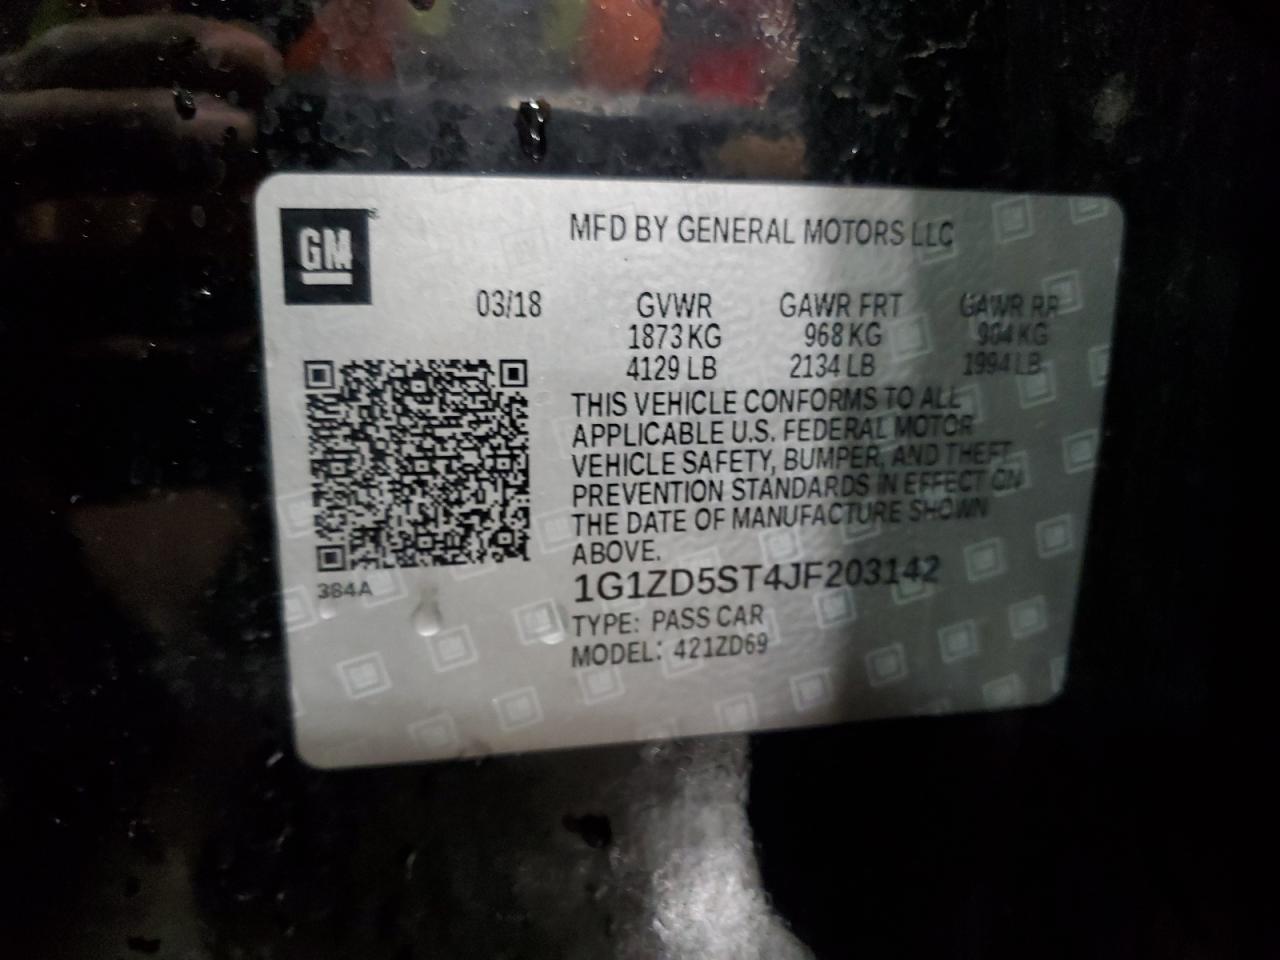 GM
MFD BY GENERAL MOTORS LLC
03/18 GVWR GAWR FRT GAWR RR
1873 KG 968 KG 904 KG
4129 LB 2134 LB 1994 LB
THIS VEHICLE CONFORMS TO ALL
APPLICABLE U.S. FEDERAL MOTOR
VEHICLE SAFETY, BUMPER, AND THEFT
PREVENTION STANDARDS IN EFFECT ON
THE DATE OF MANUFACTURE SHOWN
ABOVE.
384A
1G1ZD5ST4JF203142
TYPE: PASS CAR
MODEL: 421ZD69